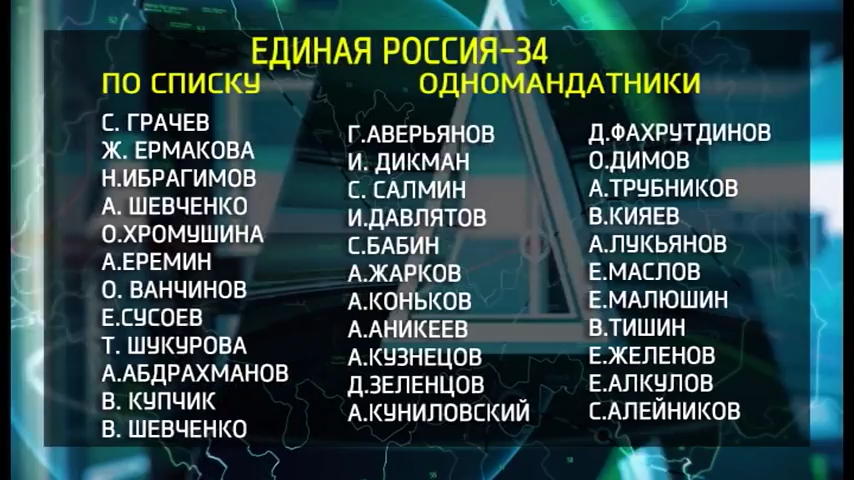 ЕДИНАЯ РОССИЯ-34
ПО СПИСКУ
С. ГРАЧЕВ
Ж. ЕРМАКОВА
Н.ИБРАГИМОВ
А. ШЕВЧЕНКО
О.ХРОМУШИНА
А.ЕРЕМИН
О. ВАНЧИНОВ
Е.СУСОЕВ
Т. ШУКУРОВА
А.АБДРАХМАНОВ
В. КУПЧИК
В. ШЕВЧЕНКО
ОДНОМАНДАТНИКИ
Г.АВЕРЬЯНОВ
И. ДИКМАН
С. САЛМИН
И.ДАВЛЯТОВ
С.БАБИН
А.ЖАРКОВ
А.КОНЬКОВ
А.АНИКЕЕВ
А.КУЗНЕЦОВ
Д.ЗЕЛЕНЦОВ
А.КУНИЛОВСКИЙ
Д.ФАХРУТДИНОВ
О.ДИМОВ
А.ТРУБНИКОВ
В.КИЯЕВ
А.ЛУКЬЯНОВ
Е.МАСЛОВ
Е.МАЛЮШИН
В.ТИШИН
Е.ЖЕЛЕНОВ
Е.АЛКУЛОВ
С.АЛЕЙНИКОВ